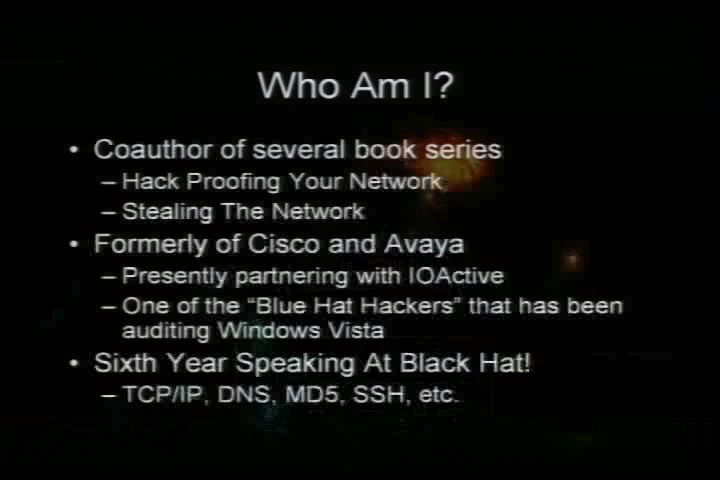 Who Am I?
• Coauthor of several book series
– Hack Proofing Your Network
– Stealing The Network
• Formerly of Cisco and Avaya
– Presently partnering with IOActive
– One of the “Blue Hat Hackers” that has been
auditing Windows Vista
• Sixth Year Speaking At Black Hat!
– TCP/IP, DNS, MD5, SSH, etc.